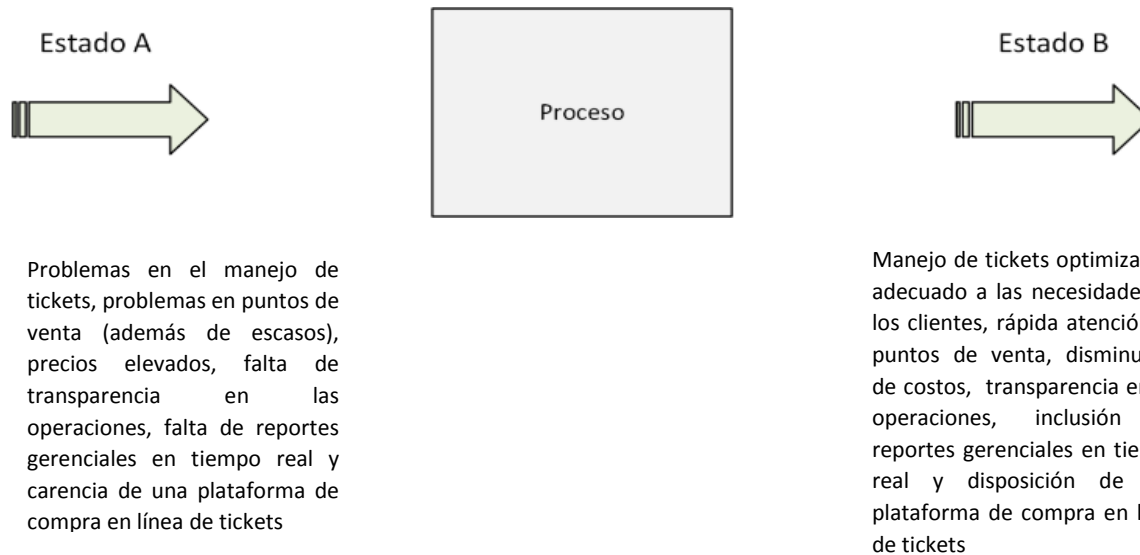 Estado A
Proceso
Estado B
Problemas en el manejo de
tickets, problemas en puntos de
venta (además de escasos),
precios elevados, falta de
transparencia en las
operaciones, falta de reportes
gerenciales en tiempo real y
carencia de una plataforma de
compra en línea de tickets
Manejo de tickets
adecuado a las
los clientes, rápida
puntos de venta,
de costos, transparencia
operaciones, inclusión
reportes gerenciales en
real y disposición de
plataforma de compra en
de tickets